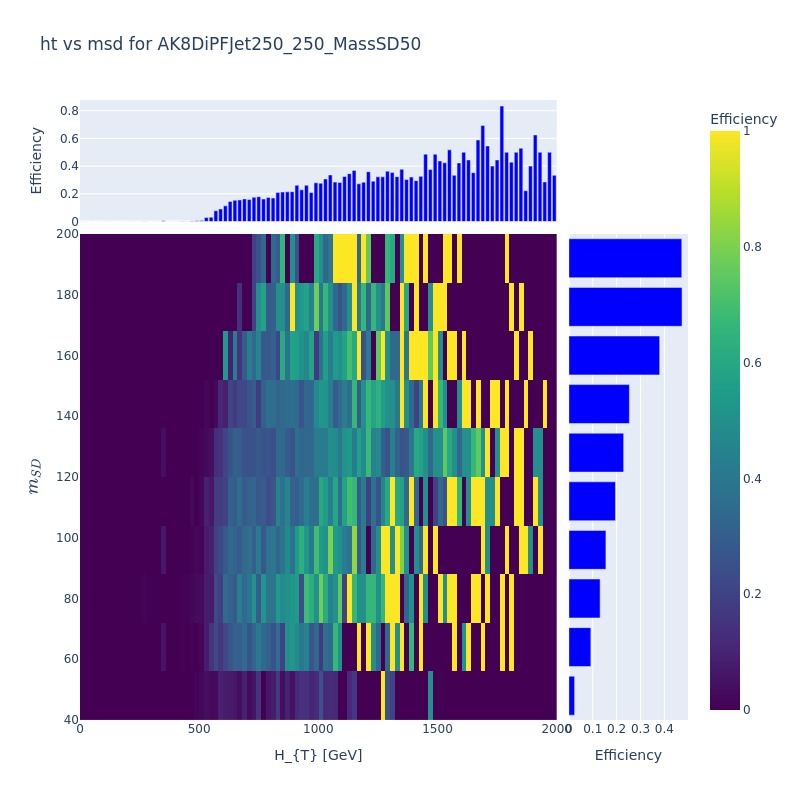 ht vs msd for AK8DiPFJet250_250_MassSD50
Efficiency
0.8
0.6
0.4
0.2
0
Efficiency
1
0.8
0.6
0.4
0.2
0
m_{SD}
200
180
160
140
120
100
80
60
40
0 500 1000 1500 2000
H_{T} [GeV]
0 0.1 0.2 0.3 0.4
Efficiency